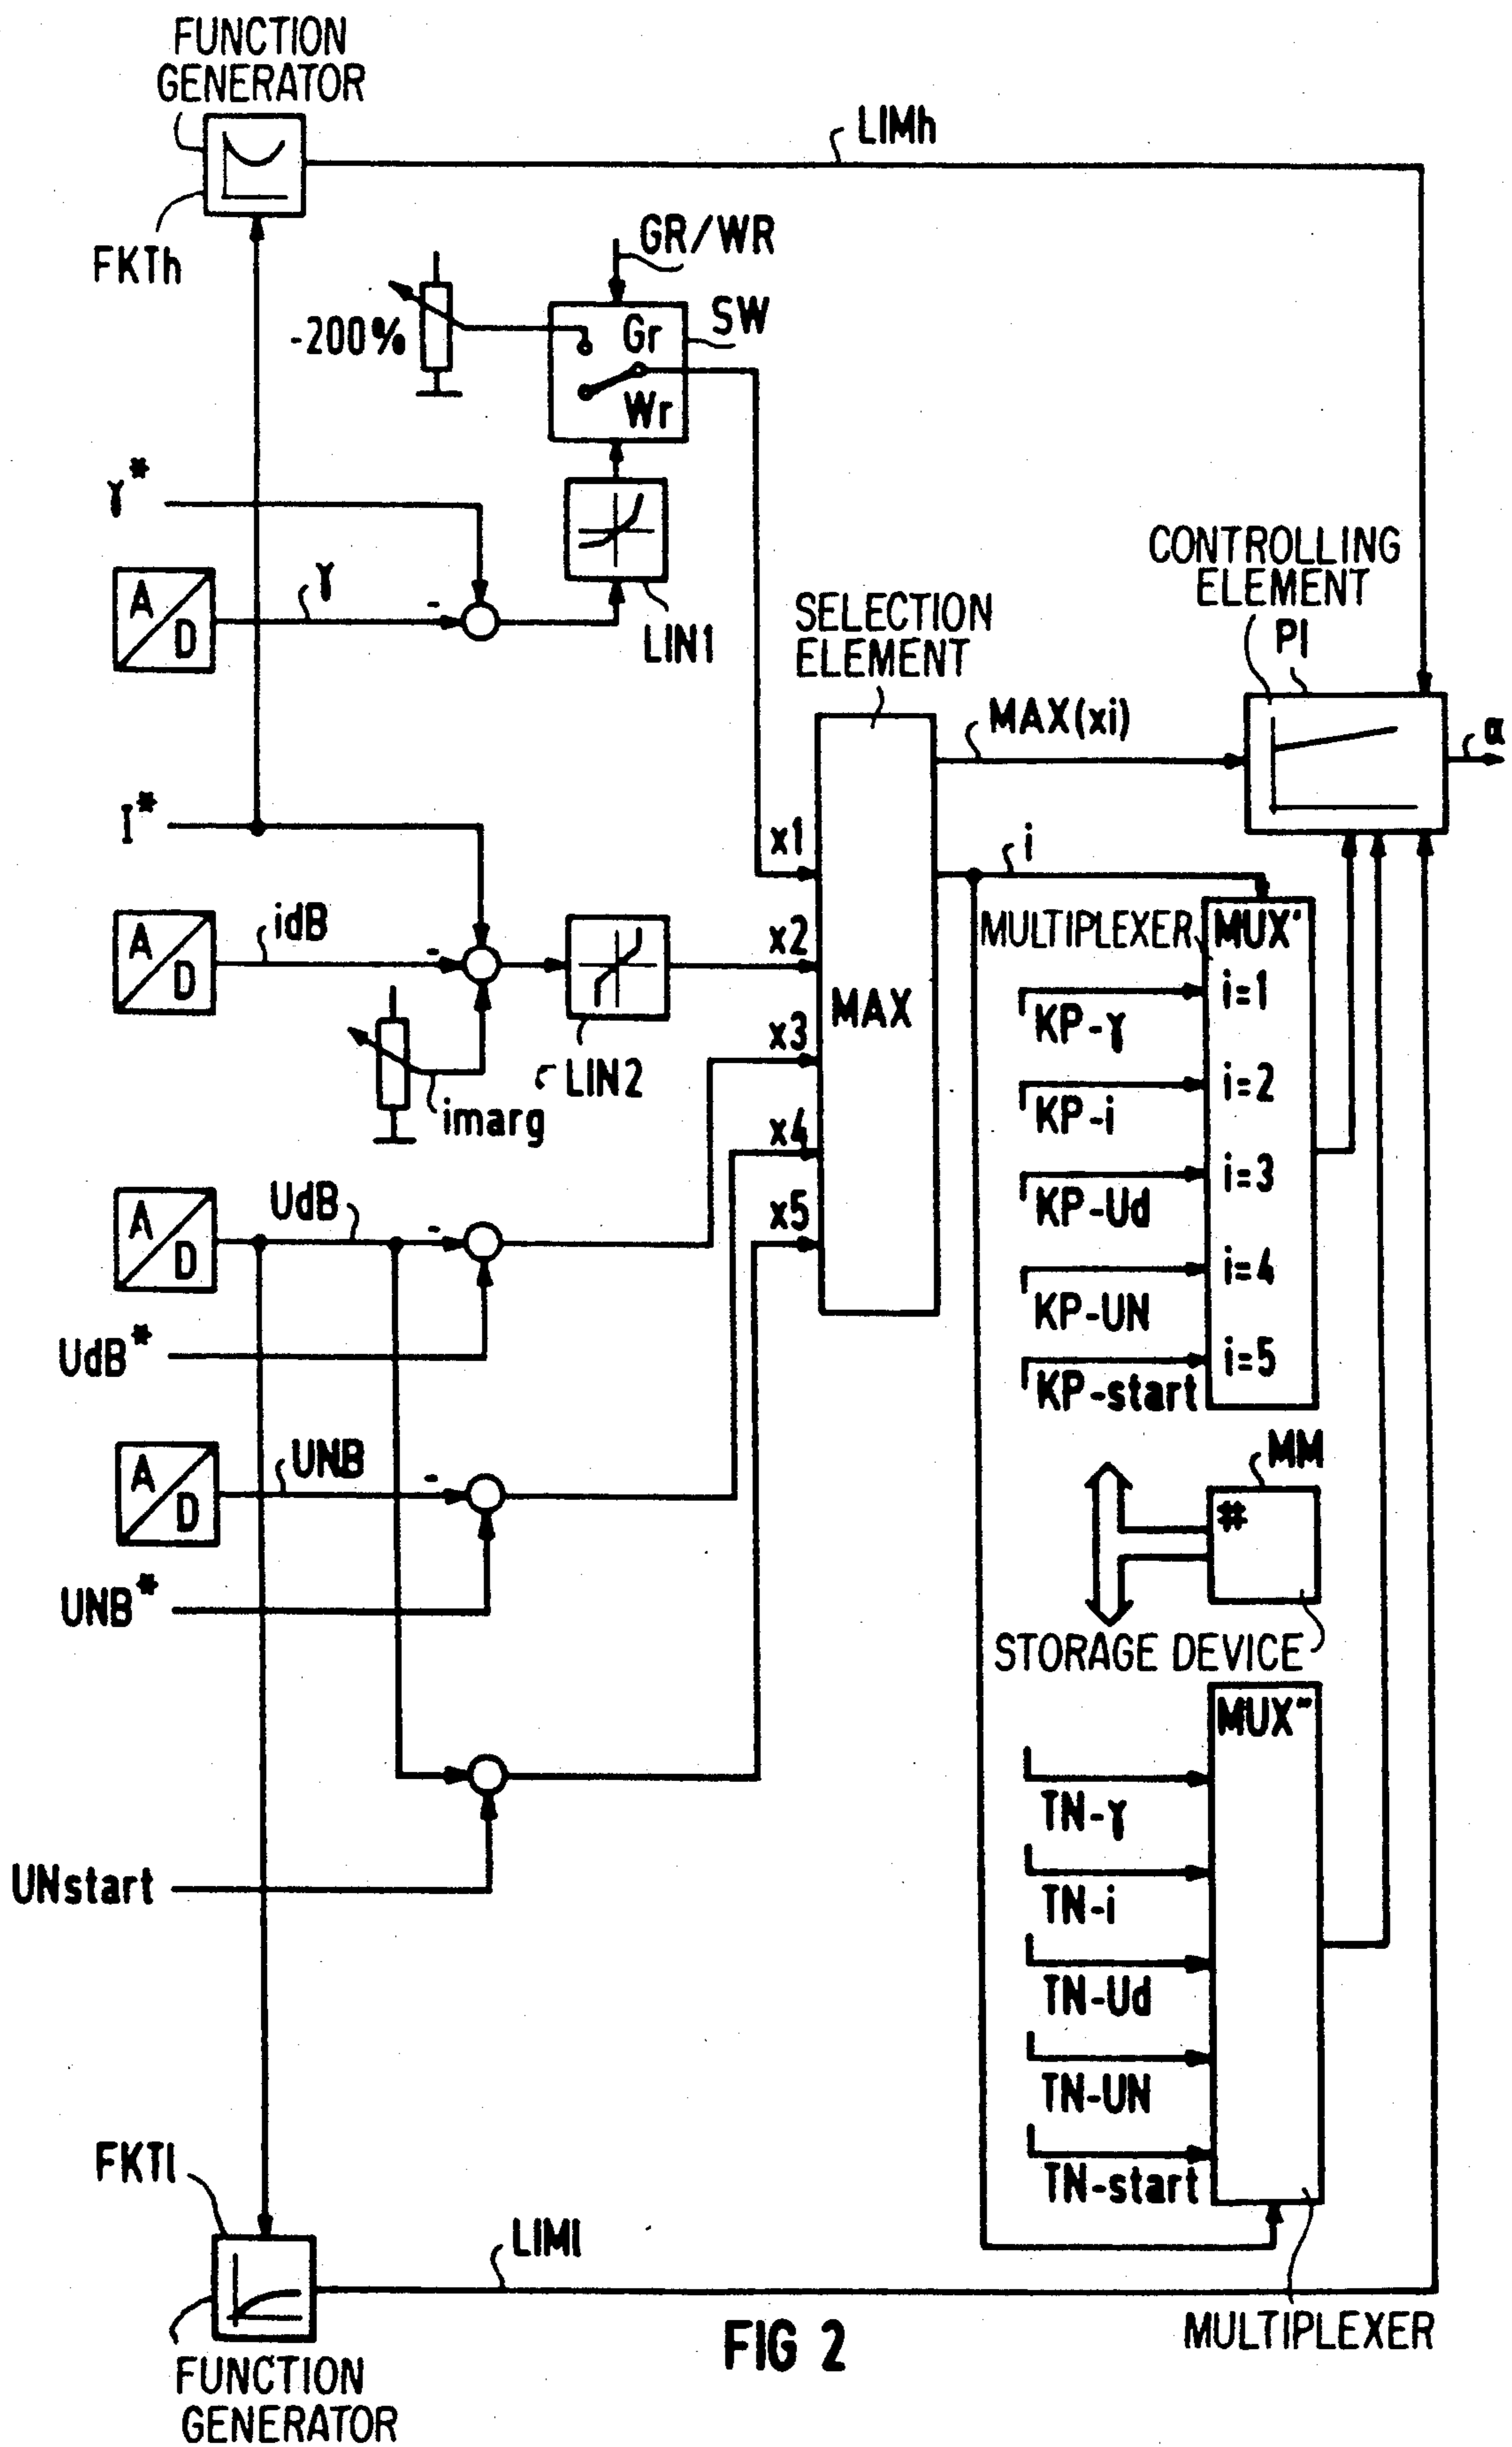 FUNCTION
GENERATOR
LIMh
FKTh
GR/WR
-200%
Gr
SW
Wr
γ*
A
D
γ
-
LIN1
CONTROLLING
ELEMENT
PI
SELECTION
ELEMENT
MAX(xi)
α
I*
x1
i
A
D
idB
-
x2
MAX
MULTIPLEXER
MUX'
i=1
KP-γ
x3
LIN2
imarg
i=2
KP-i
x4
i=3
KP-Ud
A
D
UdB
-
x5
i=4
KP-UN
UdB*
i=5
KP-start
A
D
UNB
-
MM
#
UNB*
STORAGE DEVICE
MUX"
TN-γ
UNstart
TN-i
TN-Ud
TN-UN
TN-start
FKTl
LIMl
FIG 2
MULTIPLEXER
FUNCTION
GENERATOR